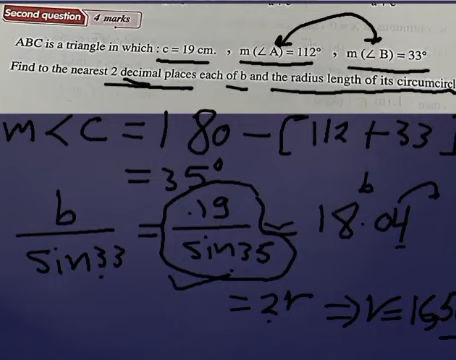 Second question 4 marks
ABC is a triangle in which : c = 19 cm. , m (∠ A) = 112° , m (∠ B) = 33°
Find to the nearest 2 decimal places each of b and the radius length of its circumcircl
m<C = 180 - [112 + 33]
= 35°
b
b/sin33 = .19/sin35 = 18.04
= 2r ⇒ r = 16,5